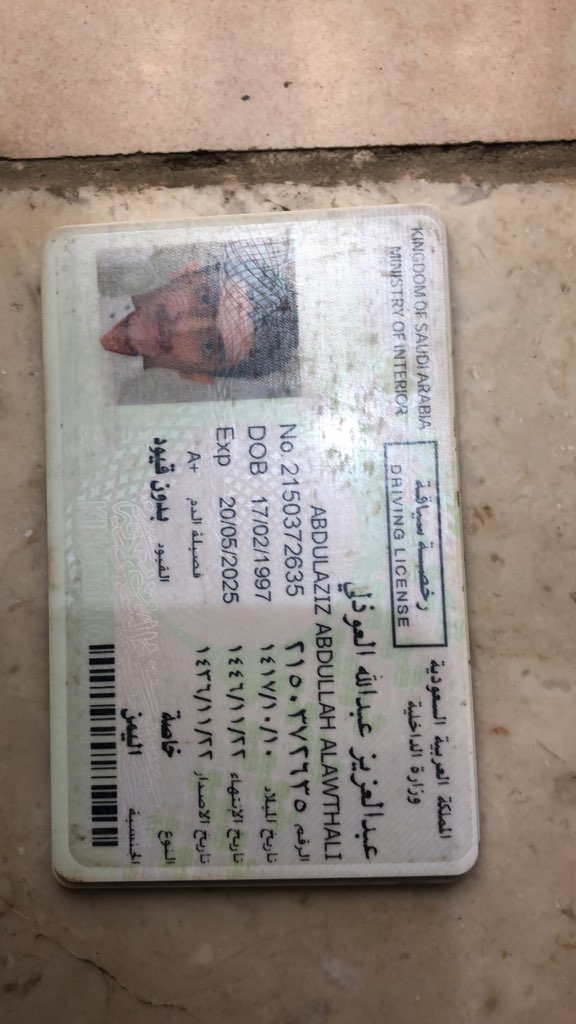 KINGDOM OF SAUDI ARABIA
MINISTRY OF INTERIOR
المملكة العربية السعودية
وزارة الداخلية
رخصة سياقة
DRIVING LICENSE
عبدالعزيز عبدالله العوذلي
ABDULAZIZ ABDULLAH ALAWTHALI
No. 2150372635 ٢١٥٠٣٧٢٦٣٥ الرقم
DOB 17/02/1997 ١٤١٧/١٠/١٠ تاريخ الميلاد
Exp 20/05/2025 ١٤٤٦/١١/٢٢ تاريخ الإنتهاء
A+ فصيلة الدم ١٤٣٦/١١/٢٢ تاريخ الاصدار
بدون قيود القيود خاصة النوع
اليمن الجنسية